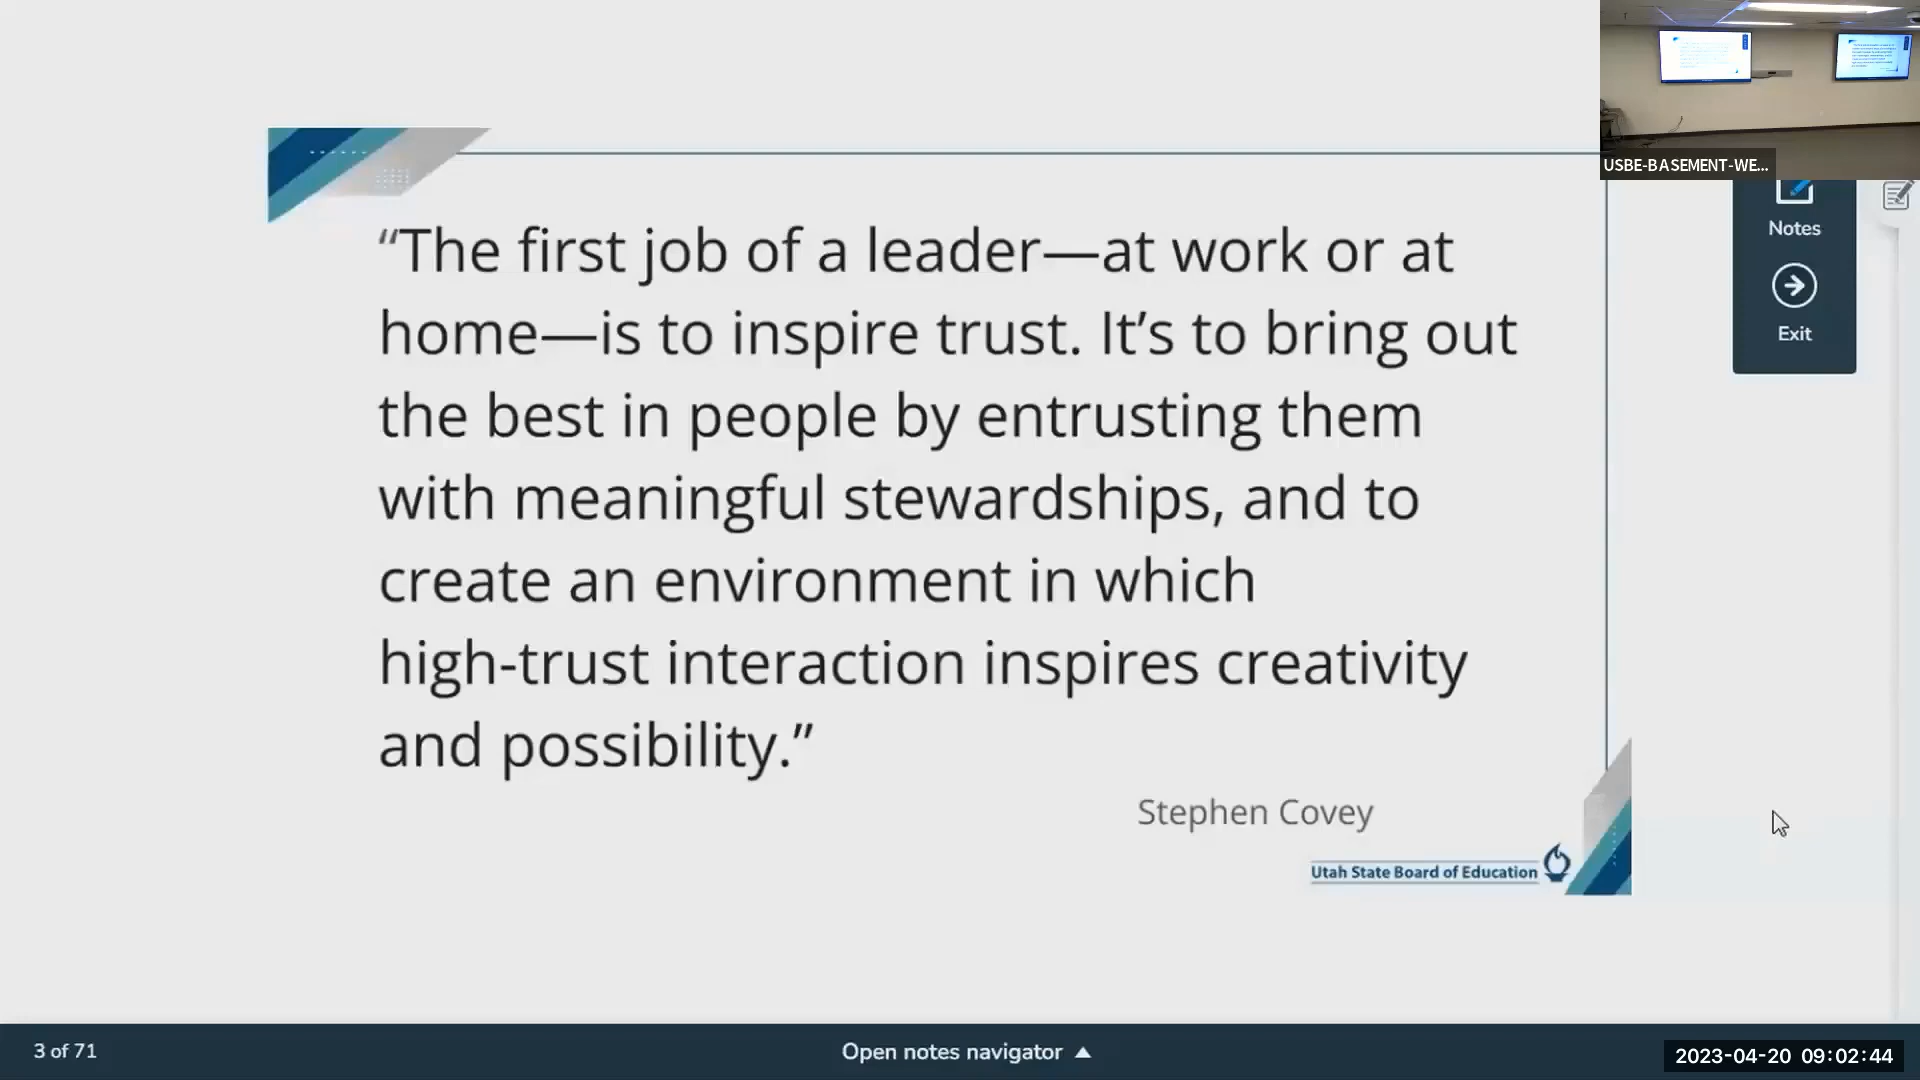 USBE-BASEMENT-WE...
“The first job of a leader—at work or at
home—is to inspire trust. It’s to bring out
the best in people by entrusting them
with meaningful stewardships, and to
create an environment in which
high-trust interaction inspires creativity
and possibility.”
Stephen Covey
Utah State Board of Education
Notes
Exit
3 of 71
Open notes navigator
2023-04-20 09:02:44